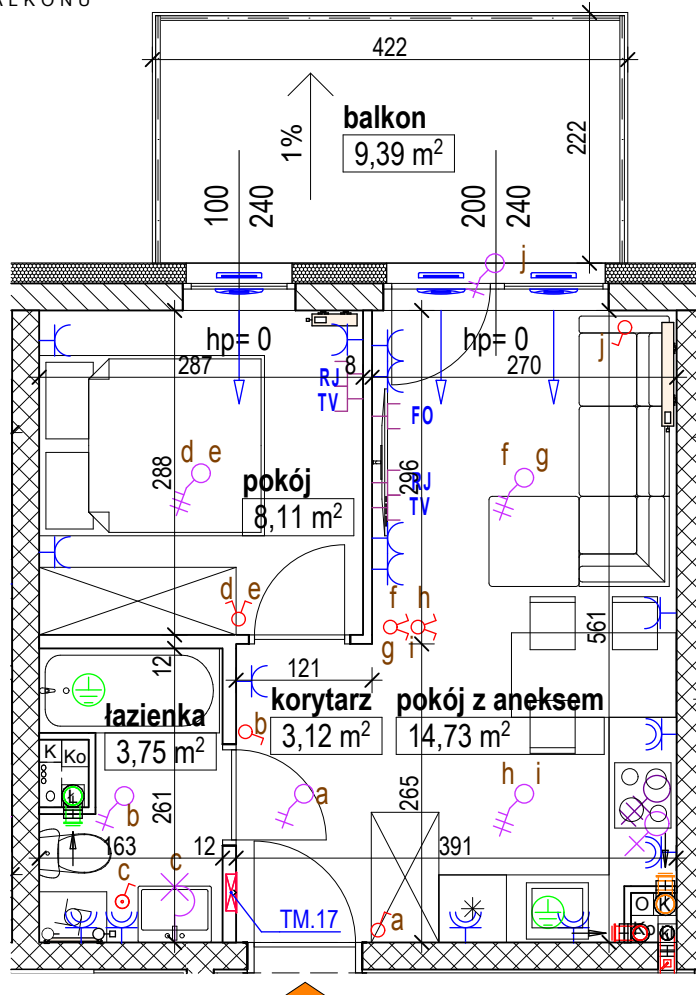 ALKONU
422
222
1%
balkon
9,39 m²
100
240
200
240
j
hp= 0
hp= 0
j
287
8
270
RJ
TV
FO
d e
288
pokój
8,11 m²
296
RJ
TV
f g
d e
f h
g i
561
12
121
łazienka
3,75 m²
korytarz
3,12 m²
pokój z aneksem
14,73 m²
b
K Ko
Ł
b
261
a
265
h i
163
12
391
c
c
TM.17
a
K
K